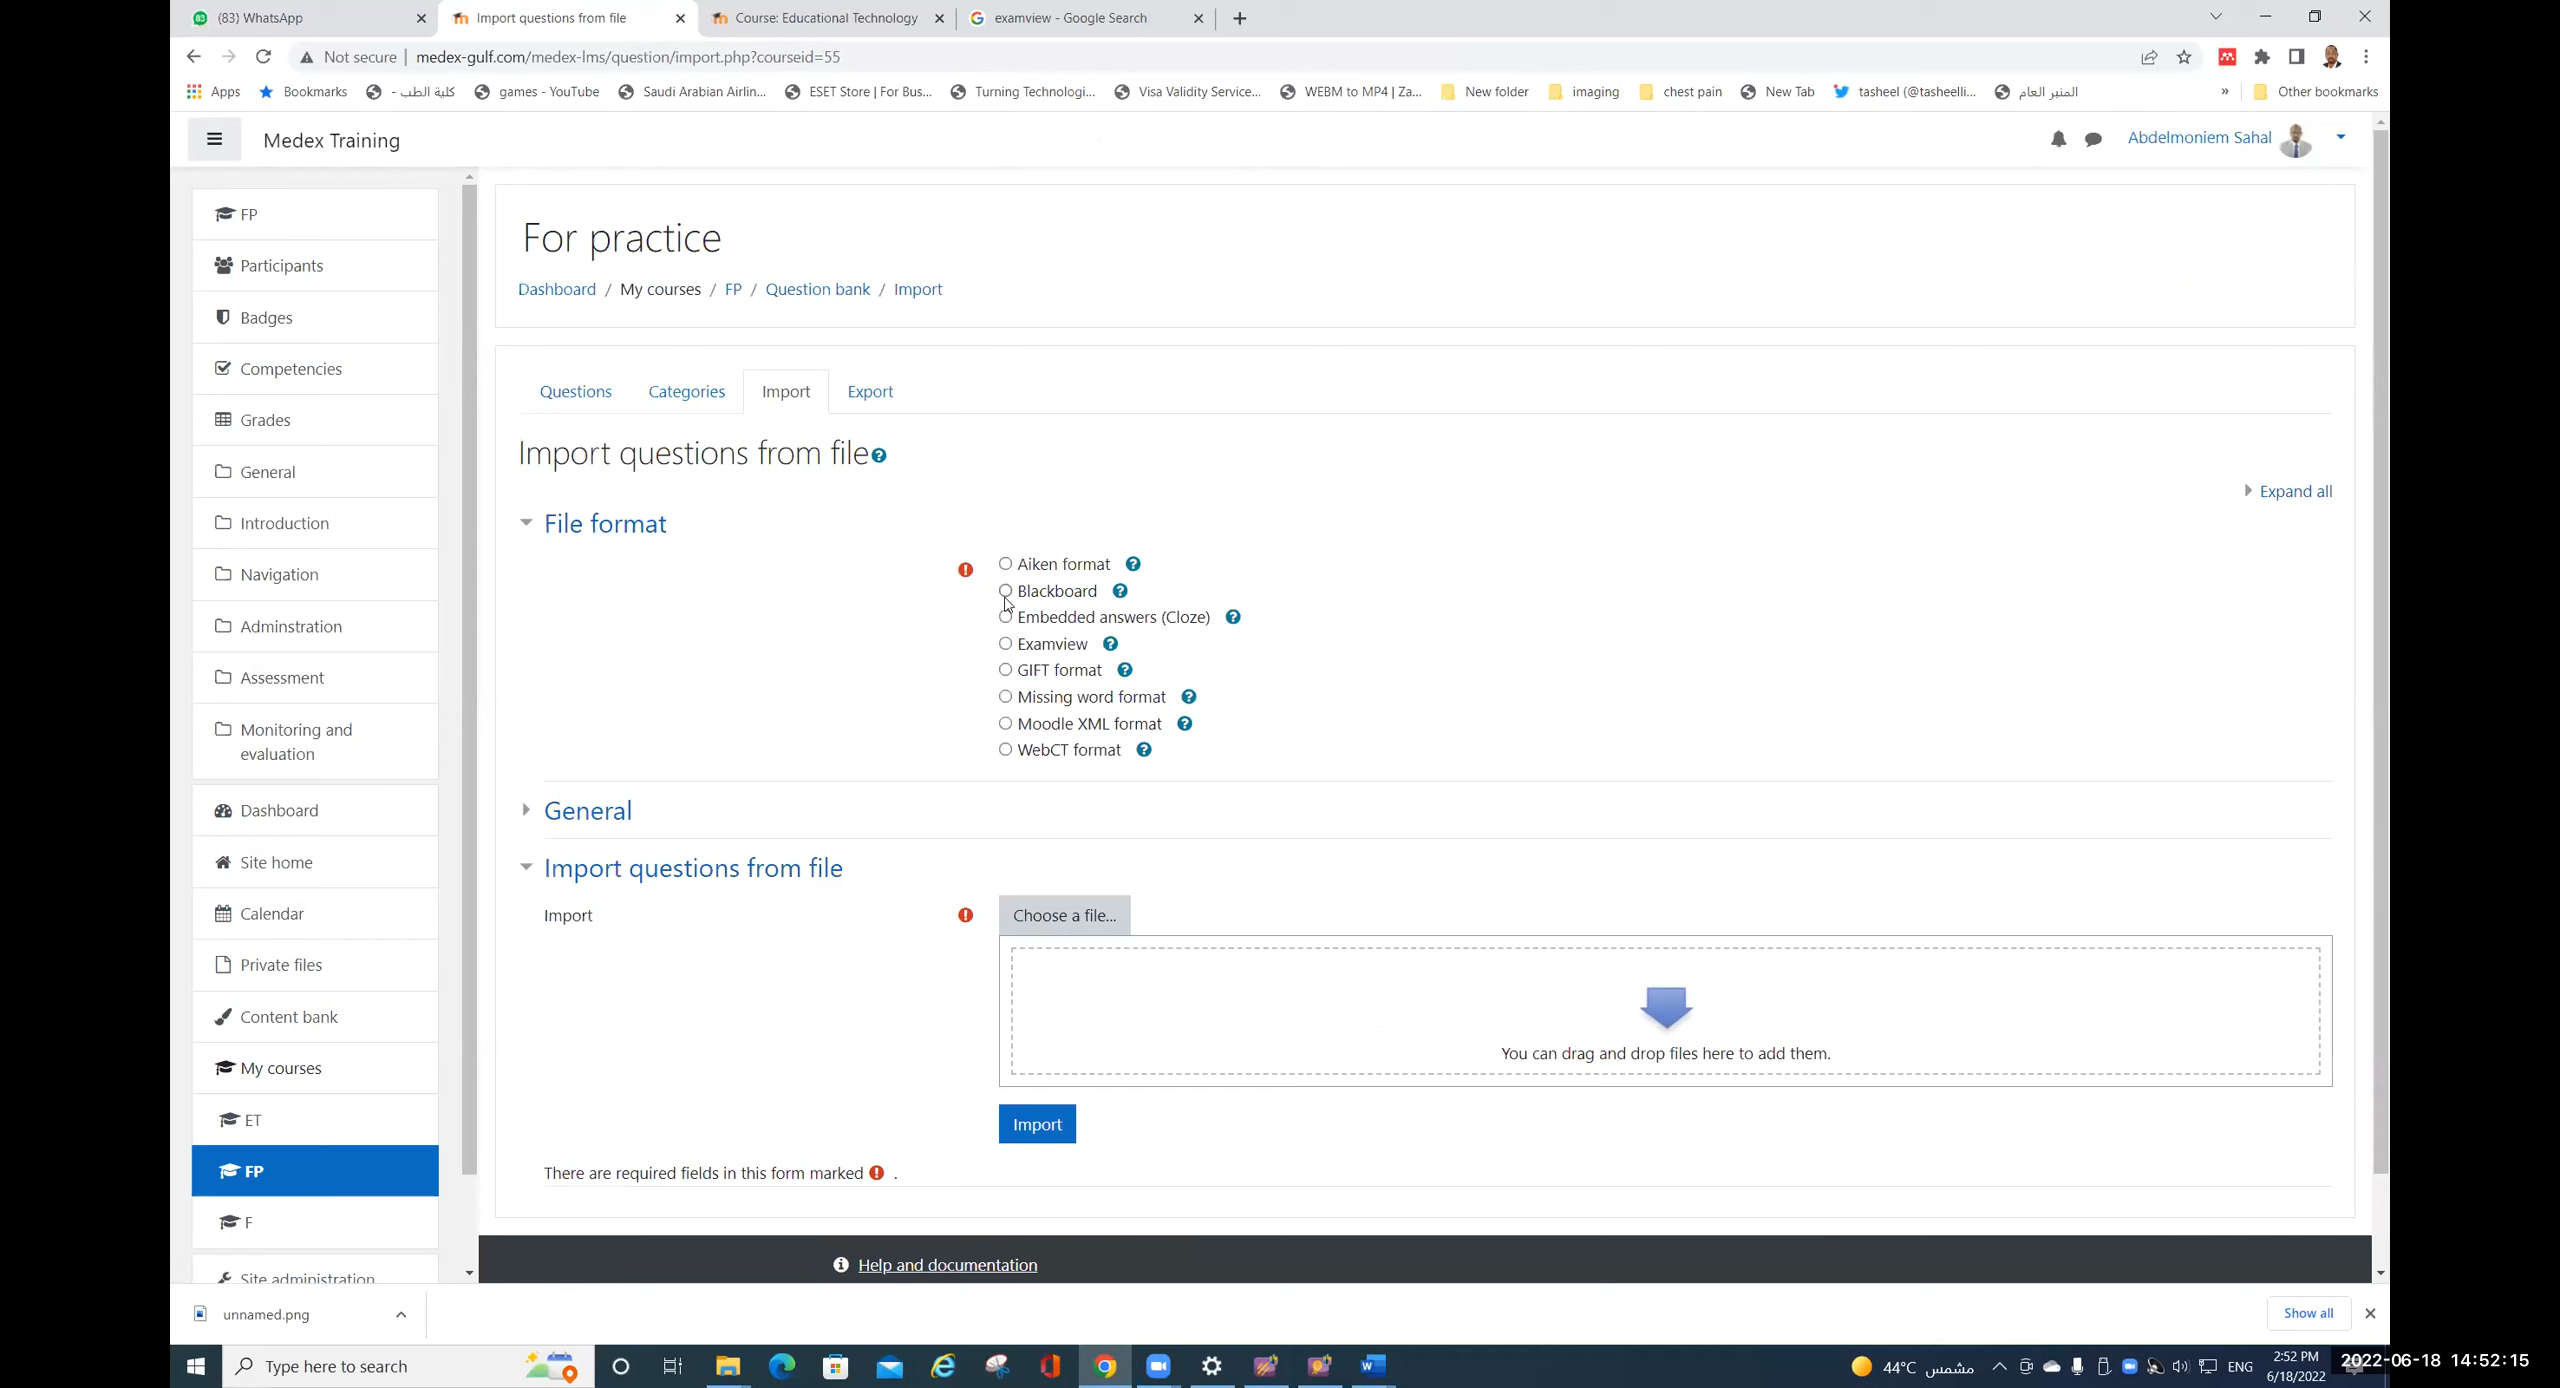 (83) WhatsApp
Import questions from file
Course: Educational Technology
examview - Google Search
Not secure
medex-gulf.com/medex-lms/question/import.php?courseid=55
Apps
Bookmarks
كلية الطب - -
games - YouTube
Saudi Arabian Airlin...
ESET Store | For Bus...
Turning Technologi...
Visa Validity Service...
WEBM to MP4 | Za...
New folder
imaging
chest pain
New Tab
tasheel (@tasheelli...
المنبر العام
»
Other bookmarks
Medex Training
Abdelmoniem Sahal
FP
Participants
Badges
Competencies
Grades
General
Introduction
Navigation
Adminstration
Assessment
Monitoring and
evaluation
Dashboard
Site home
Calendar
Private files
Content bank
My courses
ET
FP
F
Site administration
For practice
Dashboard / My courses / FP / Question bank / Import
Questions
Categories
Import
Export
Import questions from file
Expand all
File format
Aiken format
Blackboard
Embedded answers (Cloze)
Examview
GIFT format
Missing word format
Moodle XML format
WebCT format
General
Import questions from file
Import
Choose a file...
You can drag and drop files here to add them.
Import
There are required fields in this form marked .
Help and documentation
unnamed.png
Show all
Type here to search
44°C مشمس
ENG
2:52 PM
6/18/2022
2022-06-18 14:52:15